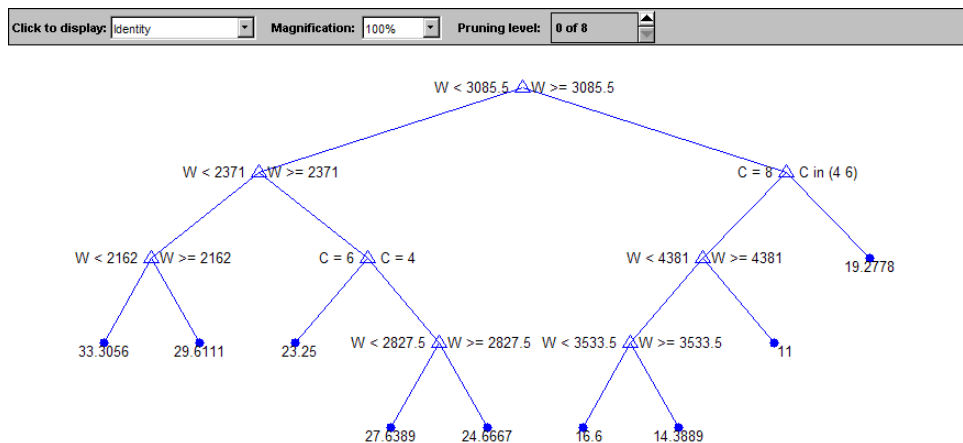 Click to display: Identity Magnification: 100% Pruning level: 0 of 8
W < 3085.5 W >= 3085.5
W < 2371 W >= 2371 C = 8 C in (4 6)
W < 2162 W >= 2162 C = 6 C = 4 W < 4381 W >= 4381 19.2778
33.3056 29.6111 23.25 W < 2827.5 W >= 2827.5 W < 3533.5 W >= 3533.5 11
27.6389 24.6667 16.6 14.3889